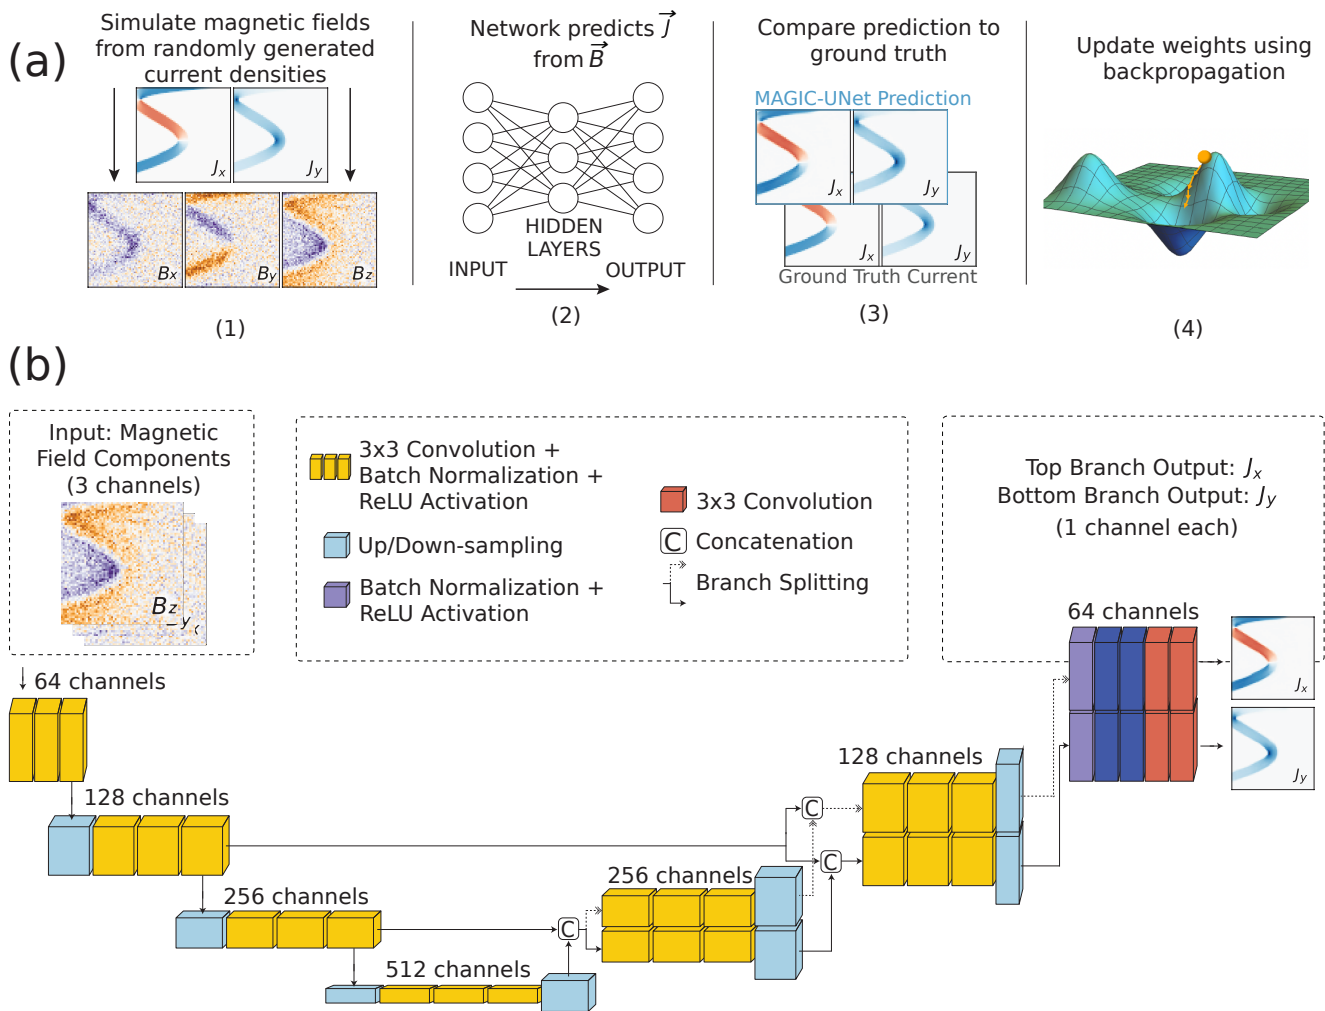 (a)
Simulate magnetic fields
from randomly generated
current densities
Jx
Jy
Bx
By
Bz
(1)
Network predicts J⃗
from B⃗
HIDDEN
LAYERS
INPUT
OUTPUT
(2)
Compare prediction to
ground truth
MAGIC-UNet Prediction
Jx
Jy
Jx
Jy
Ground Truth Current
(3)
Update weights using
backpropagation
(4)
(b)
Input: Magnetic
Field Components
(3 channels)
Bz
y
3x3 Convolution +
Batch Normalization +
ReLU Activation
Up/Down-sampling
Batch Normalization +
ReLU Activation
3x3 Convolution
C
Concatenation
Branch Splitting
Top Branch Output: Jx
Bottom Branch Output: Jy
(1 channel each)
64 channels
Jx
Jy
64 channels
128 channels
128 channels
C
C
256 channels
256 channels
C
512 channels